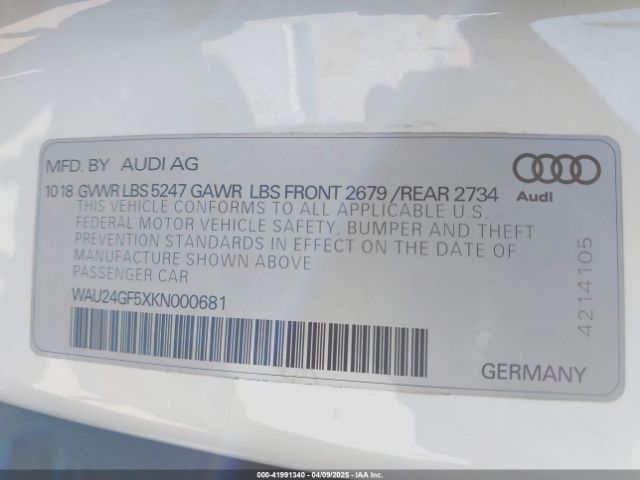 MFD. BY AUDI AG
Audi
1018 GVWR LBS 5247 GAWR LBS FRONT 2679 / REAR 2734
THIS VEHICLE CONFORMS TO ALL APPLICABLE U.S.
FEDERAL MOTOR VEHICLE SAFETY, BUMPER AND THEFT
PREVENTION STANDARDS IN EFFECT ON THE DATE OF
MANUFACTURE SHOWN ABOVE
PASSENGER CAR
WAU24GF5XKN000681
4214105
GERMANY
000-41991340 - 04/09/2025 - IAA Inc.